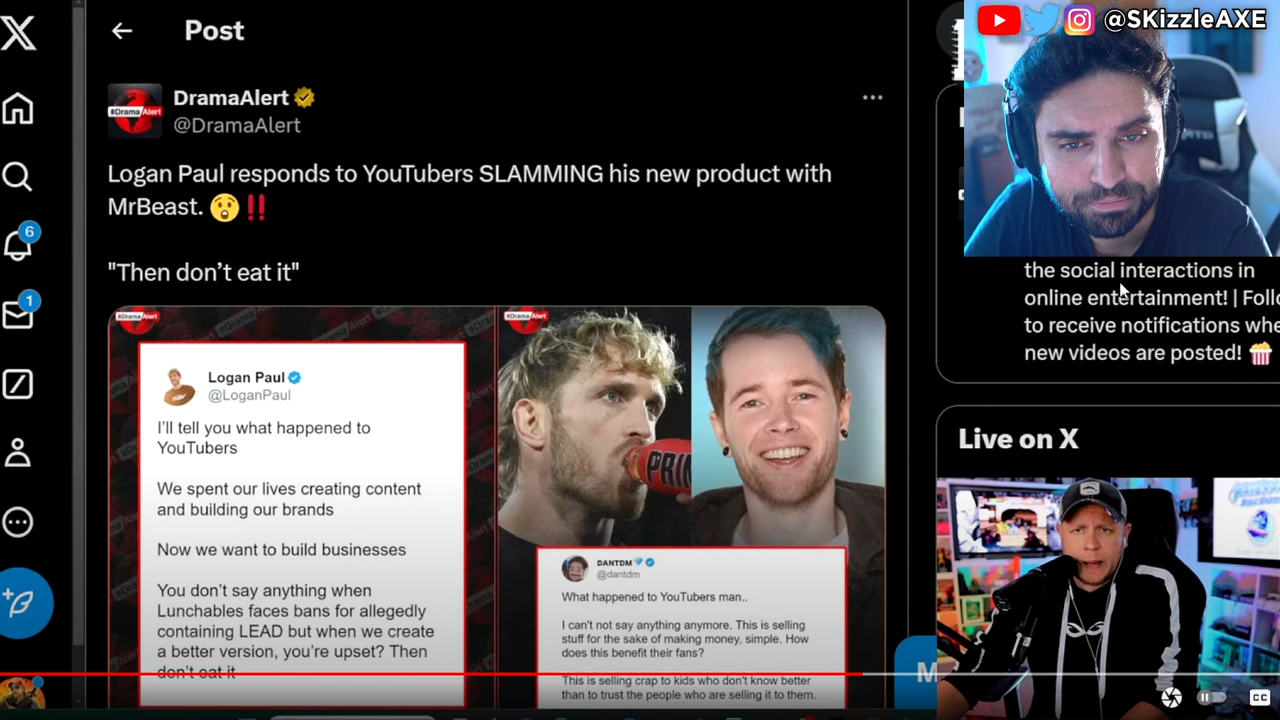 Post
@SKizzleAXE
#DramaAlert
DramaAlert
@DramaAlert
Logan Paul responds to YouTubers SLAMMING his new product with
MrBeast. 😲‼️
"Then don’t eat it"
6
1
#DramaAlert
Logan Paul
@LoganPaul
I’ll tell you what happened to
YouTubers
We spent our lives creating content
and building our brands
Now we want to build businesses
You don’t say anything when
Lunchables faces bans for allegedly
containing LEAD but when we create
a better version, you’re upset? Then
don’t eat it
#DramaAlert
PRIM
DANTDM
@dantdm
What happened to YouTubers man..
I can't not say anything anymore. This is selling
stuff for the sake of making money, simple. How
does this benefit their fans?
This is selling crap to kids who don't know better
than to trust the people who are selling it to them.
the social interactions in
online entertainment! | Follo
to receive notifications whe
new videos are posted! 🍿
Live on X
M
CC